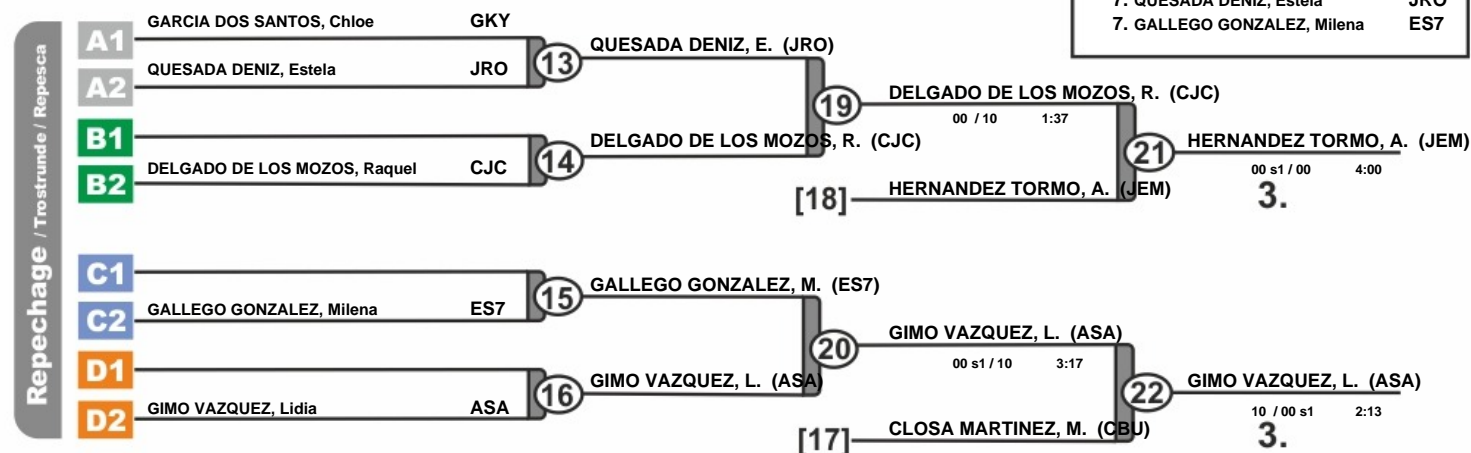 7. QUESADA DENIZ, Estela JRO
7. GALLEGO GONZALEZ, Milena ES7
Repechage / Trostrunde / Repesca
A1 GARCIA DOS SANTOS, Chloe GKY
A2 QUESADA DENIZ, Estela JRO
13 QUESADA DENIZ, E. (JRO)
B1
B2 DELGADO DE LOS MOZOS, Raquel CJC
14 DELGADO DE LOS MOZOS, R. (CJC)
19 DELGADO DE LOS MOZOS, R. (CJC)
00 / 10 1:37
[18] HERNANDEZ TORMO, A. (JEM)
21 HERNANDEZ TORMO, A. (JEM)
00 s1 / 00 4:00
3.
C1
C2 GALLEGO GONZALEZ, Milena ES7
15 GALLEGO GONZALEZ, M. (ES7)
D1
D2 GIMO VAZQUEZ, Lidia ASA
16 GIMO VAZQUEZ, L. (ASA)
20 GIMO VAZQUEZ, L. (ASA)
00 s1 / 10 3:17
[17] CLOSA MARTINEZ, M. (CBU)
22 GIMO VAZQUEZ, L. (ASA)
10 / 00 s1 2:13
3.